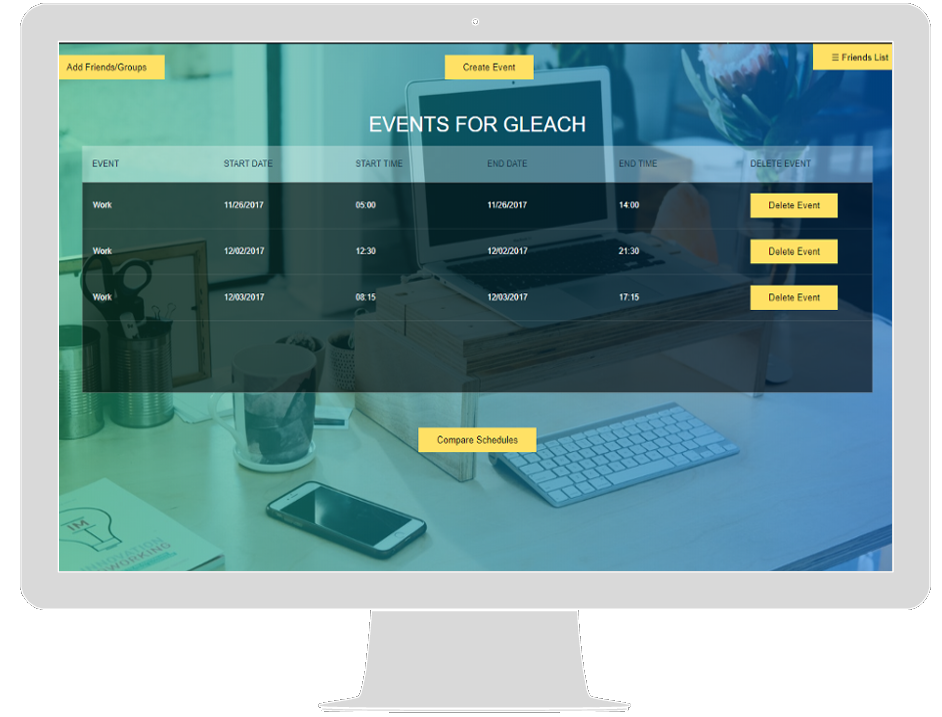 Add Friends/Groups
Create Event
☰ Friends List
EVENTS FOR GLEACH
EVENT START DATE START TIME END DATE END TIME DELETE EVENT
Work 11/26/2017 05:00 11/26/2017 14:00 Delete Event
Work 12/02/2017 12:30 12/02/2017 21:30 Delete Event
Work 12/03/2017 08:15 12/03/2017 17:15 Delete Event
Compare Schedules
IM
INNOVATION
WORKING